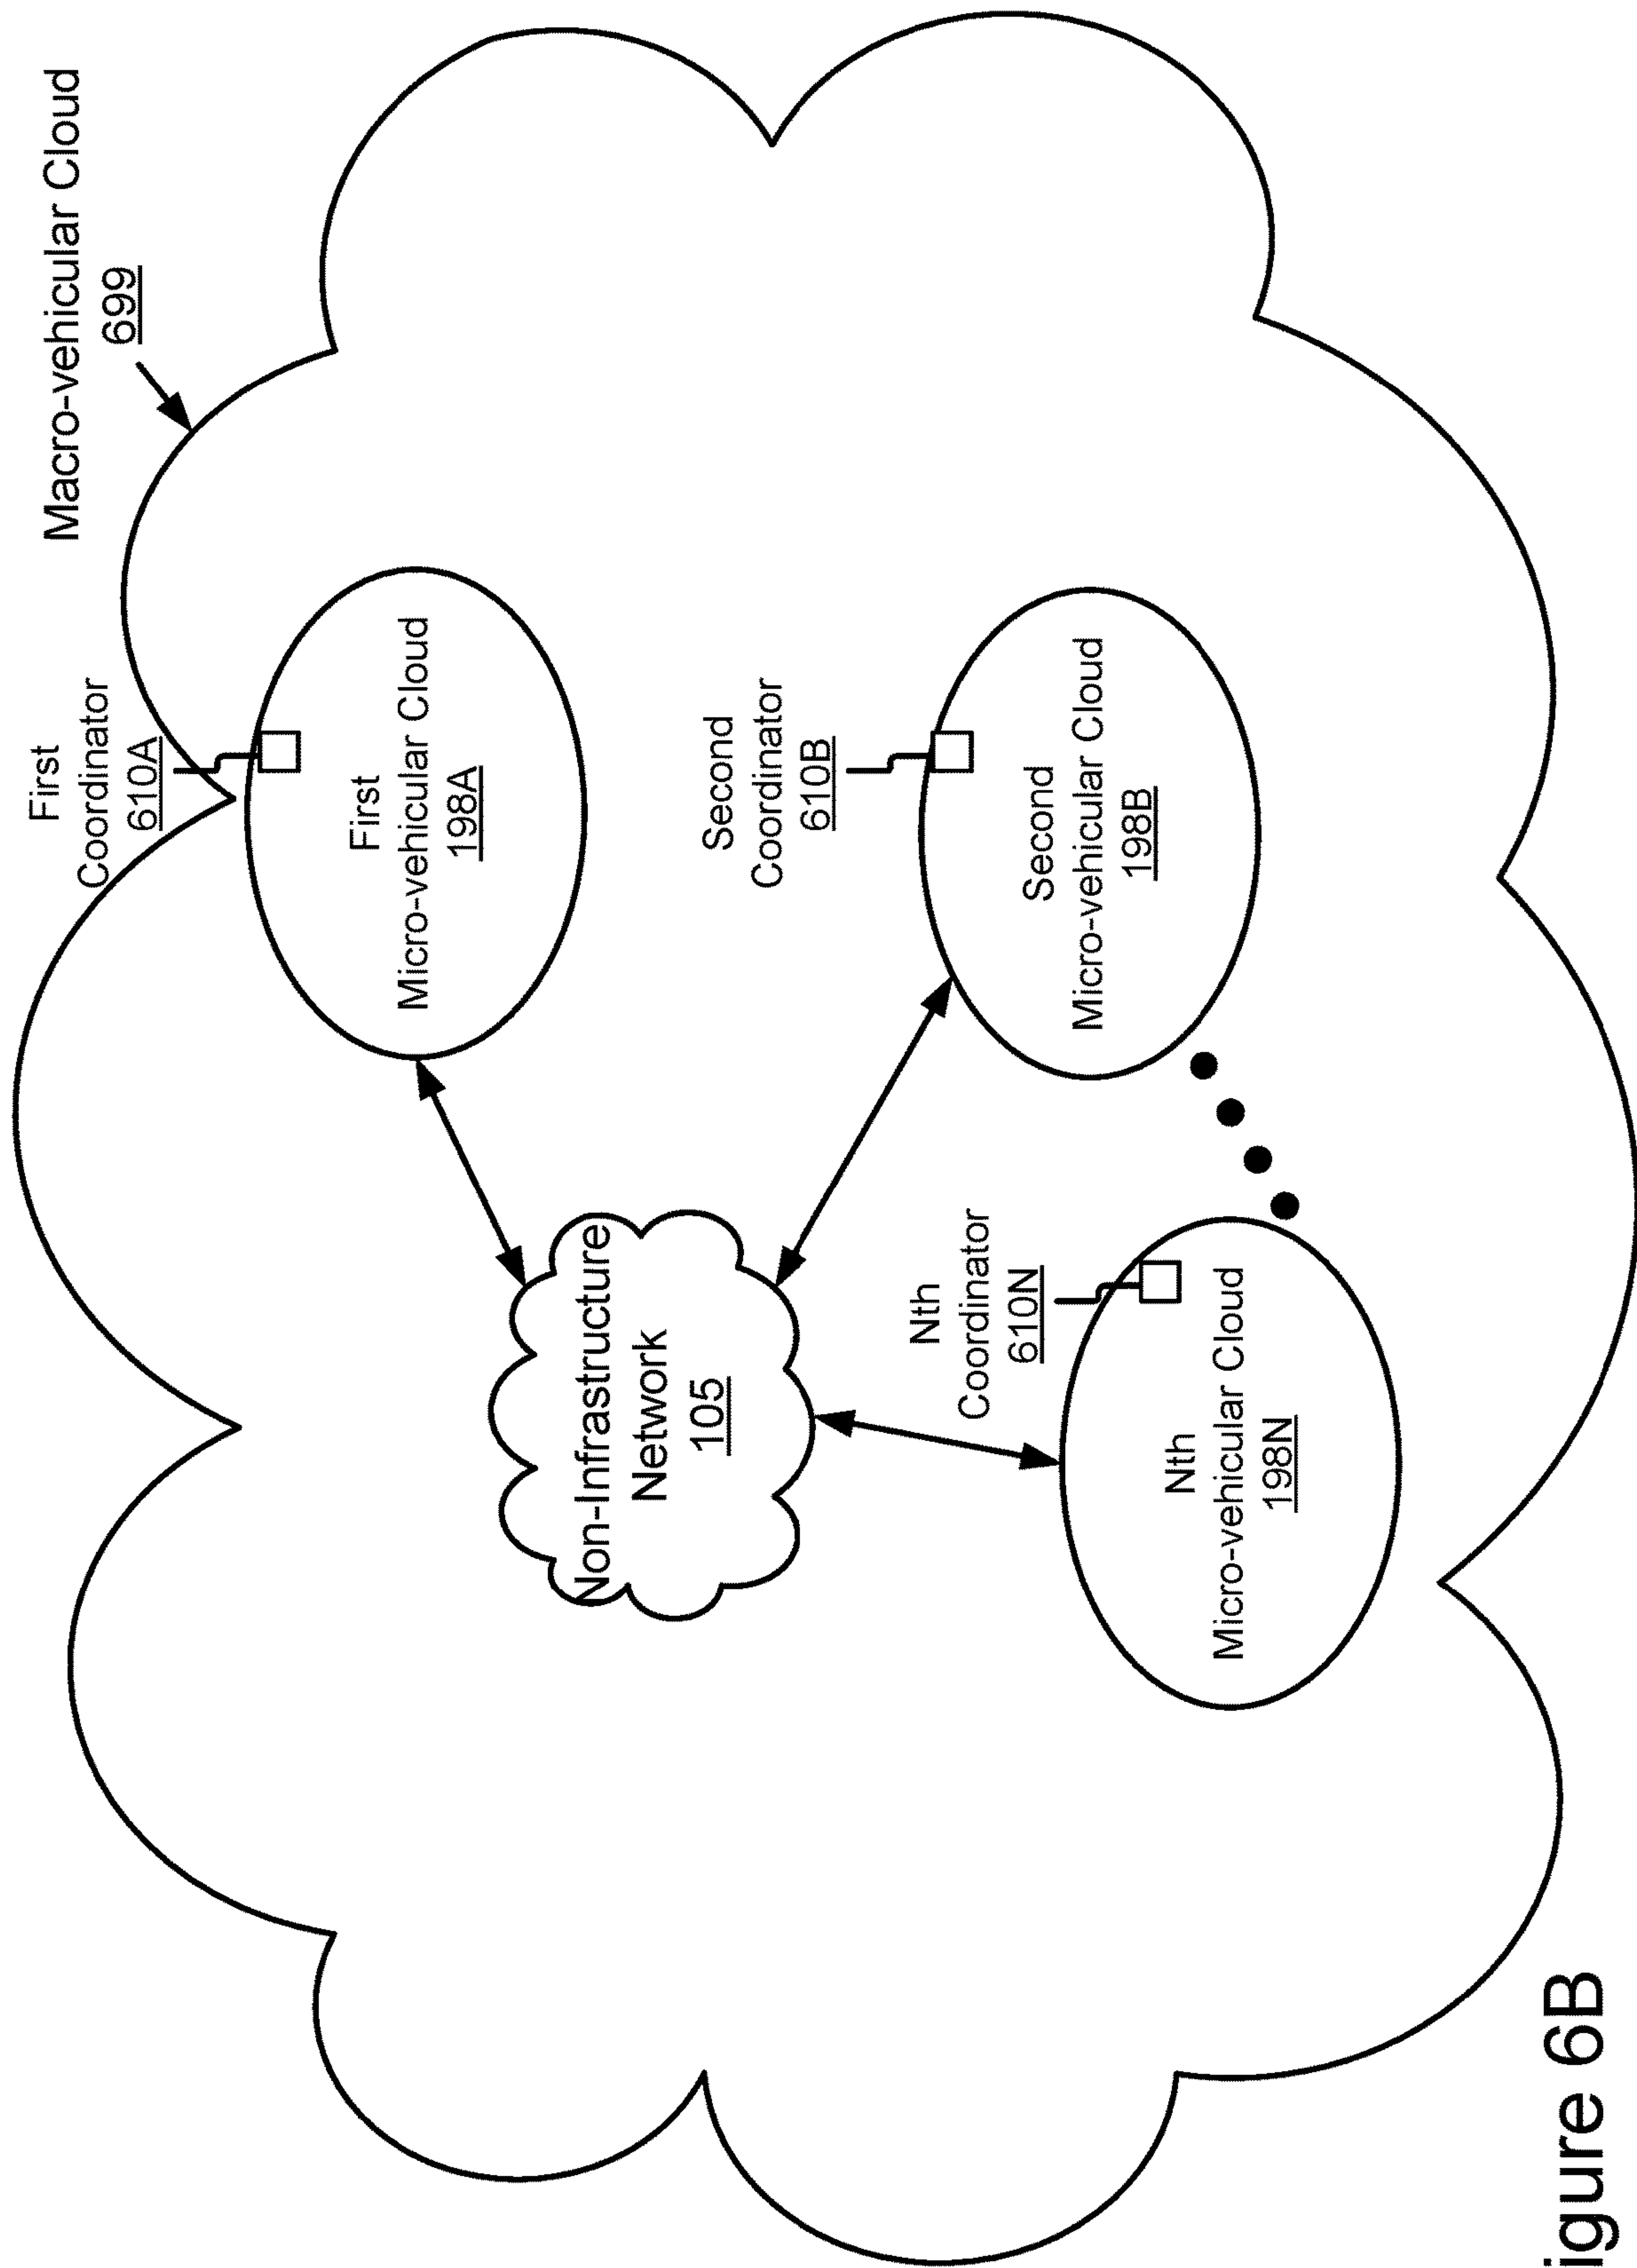 Macro-vehicular Cloud
699
First
Coordinator
610A
First
Micro-vehicular Cloud
198A
Non-Infrastructure
Network
105
Second
Coordinator
610B
Second
Micro-vehicular Cloud
198B
Nth
Coordinator
610N
Nth
Micro-vehicular Cloud
198N
igure 6B